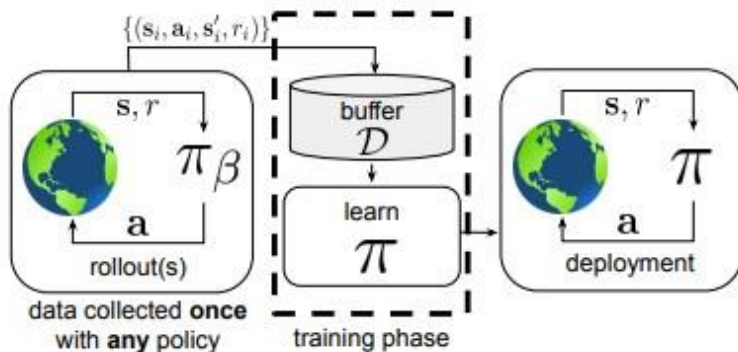 {(s_i, a_i, s'_i, r_i)}
s, r
π_β
a
rollout(s)
data collected once
with any policy
buffer
D
learn
π
training phase
s, r
π
a
deployment